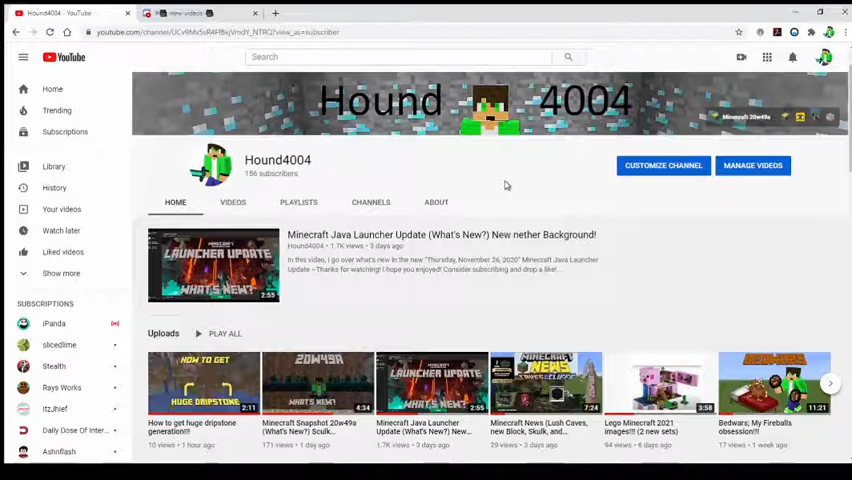 Hound4004 - YouTube
new-videos-
youtube.com/channel/UCv9Mx5sR4FfBxjVmdY_NTRQ?view_as=subscriber
YouTube
Search
Home
Trending
Subscriptions
Library
History
Your videos
Watch later
Liked videos
Show more
SUBSCRIPTIONS
iPanda
slicedlime
Stealth
Rays Works
ItzJhief
Daily Dose Of Inter...
Ashnflash
Hound 4004
Minecraft 20w49a
Hound4004
156 subscribers
CUSTOMIZE CHANNEL
MANAGE VIDEOS
HOME
VIDEOS
PLAYLISTS
CHANNELS
ABOUT
LAUNCHER UPDATE
WHAT'S NEW?
2:55
Minecraft Java Launcher Update (What's New?) New nether Background!
Hound4004 • 1.7K views • 3 days ago
In this video, I go over what's new in the new "Thursday, November 26, 2020" Minecraft Java Launcher
Update ~Thanks for watching! I hope you enjoyed! Consider subscribing and drop a like! ...
Uploads
PLAY ALL
HOW TO GET
HUGE DRIPSTONE
2:11
How to get huge dripstone
generation!!!
10 views • 1 hour ago
20W49A
WHAT'S NEW?
4:34
Minecraft Snapshot 20w49a
(What's New?) Sculk...
171 views • 1 day ago
LAUNCHER UPDATE
WHAT'S NEW?
2:55
Minecraft Java Launcher
Update (What's New?) New...
1.7K views • 3 days ago
MINECRAFT
NEWS
7:24
Minecraft News (Lush Caves,
new Block, Skulk, and...
29 views • 3 days ago
3:58
Lego Minecraft 2021
images!!! (2 new sets)
94 views • 6 days ago
BEDWARS
11:21
Bedwars; My Fireballs
obsession!!!
17 views • 1 week ago